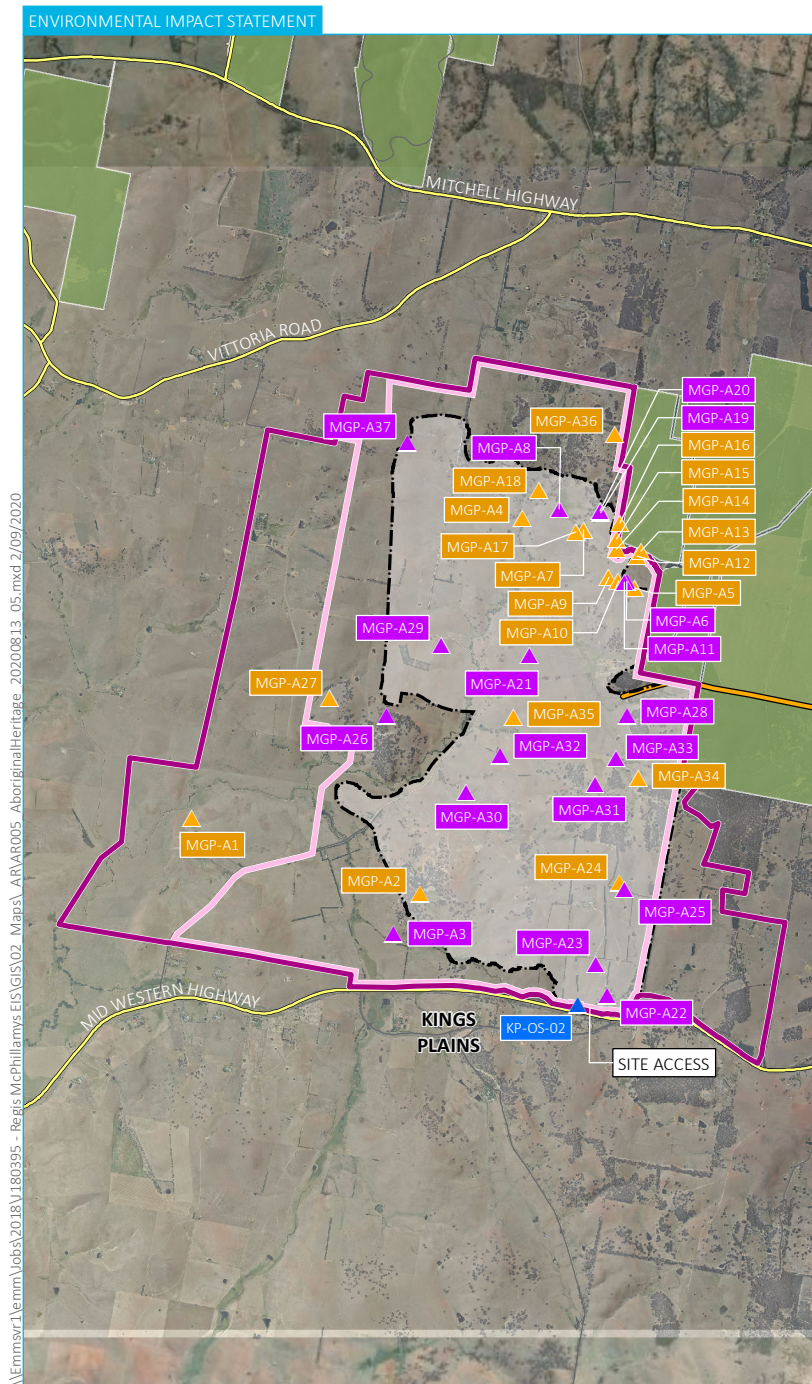 ENVIRONMENTAL IMPACT STATEMENT
MITCHELL HIGHWAY
VITTORIA ROAD
MGP-A20
MGP-A37
MGP-A36
MGP-A19
MGP-A8
MGP-A16
MGP-A18
MGP-A15
MGP-A4
MGP-A14
MGP-A17
MGP-A13
MGP-A7
MGP-A12
MGP-A9
MGP-A5
MGP-A10
MGP-A6
MGP-A29
MGP-A11
MGP-A27
MGP-A21
MGP-A35
MGP-A28
MGP-A26
MGP-A32
MGP-A33
MGP-A34
MGP-A30
MGP-A31
MGP-A1
MGP-A2
MGP-A24
MGP-A3
MGP-A25
MGP-A23
MID WESTERN HIGHWAY
MGP-A22
KINGS
PLAINS
KP-OS-02
SITE ACCESS
\\Emmsvr1\emm\Jobs\2018\J180395 - Regis McPhillamys EIS\GIS\02_Maps\_AR\AR005_AboriginalHeritage_20200813_05.mxd 2/09/2020